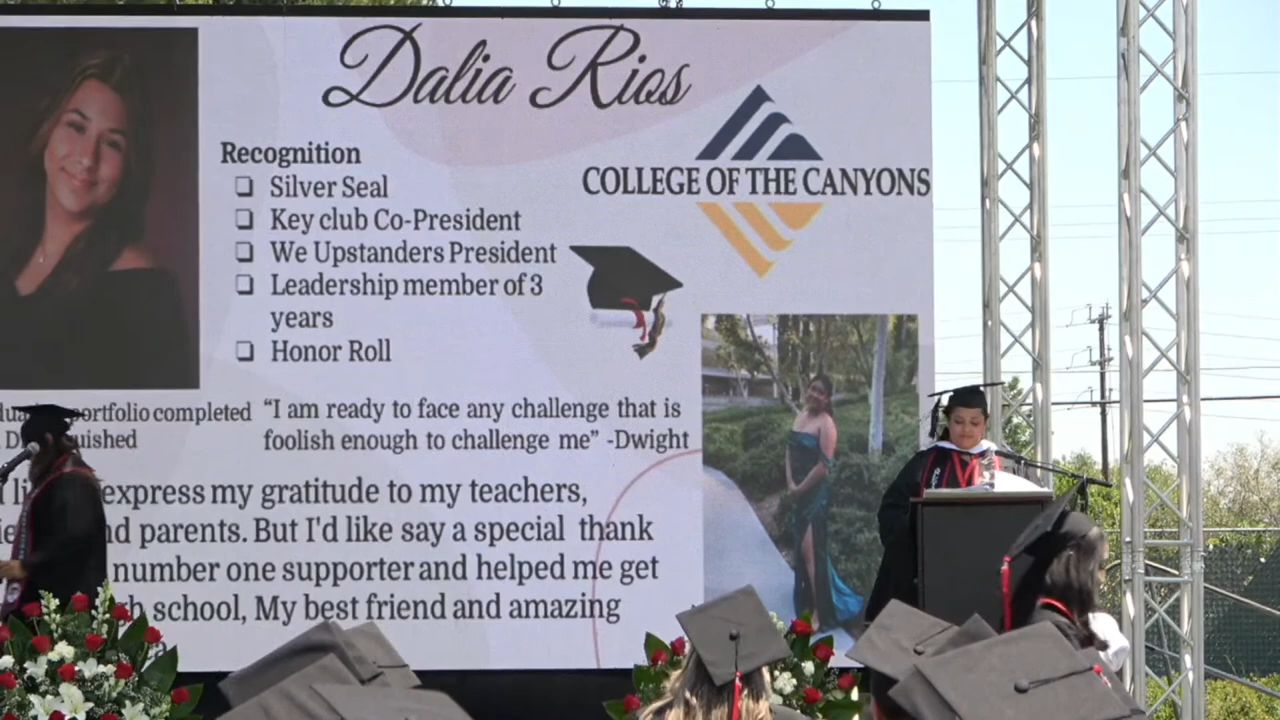 Dalia Rios
COLLEGE OF THE CANYONS
Recognition
Silver Seal
Key club Co-President
We Upstanders President
Leadership member of 3
years
Honor Roll
portfolio completed
"I am ready to face any challenge that is
foolish enough to challenge me" -Dwight
express my gratitude to my teachers,
parents. But I'd like say a special thank
number one supporter and helped me get
school, My best friend and amazing